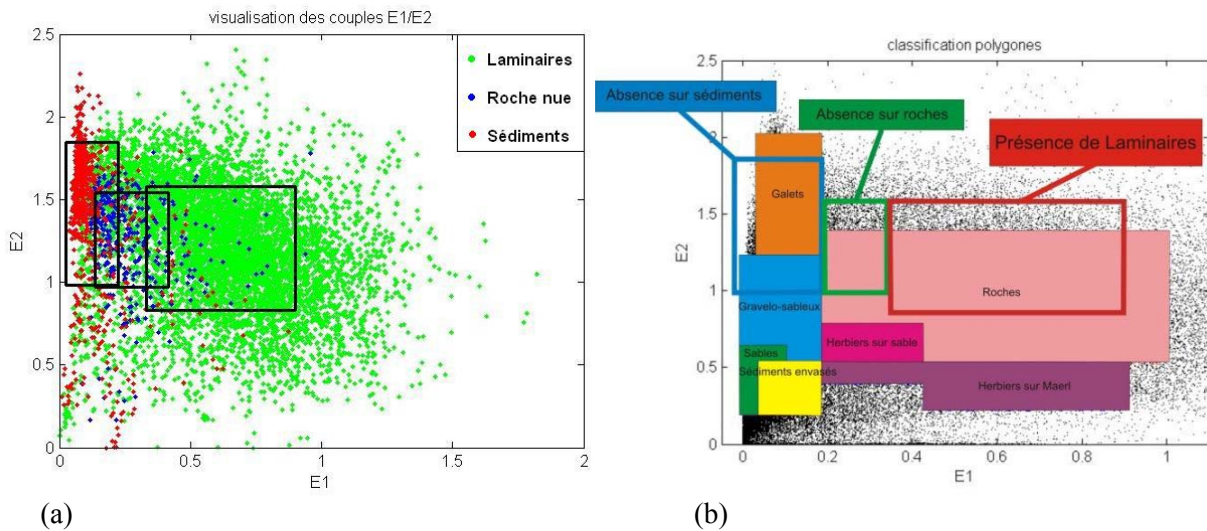 visualisation des couples E1/E2
2.5
2
1.5
1
0.5
0
E2
0
0.5
1
1.5
2
E1
Laminaires
Roche nue
Sédiments
(a)
classification polygones
2.5
2
1.5
1
0.5
0
E2
0
0.2
0.4
0.6
0.8
1
E1
Absence sur sédiments
Absence sur roches
Présence de Laminaires
Galets
Roches
Gravelo-sableux
Herbiers sur sable
Sables
Sédiments envasés
Herbiers sur Maerl
(b)